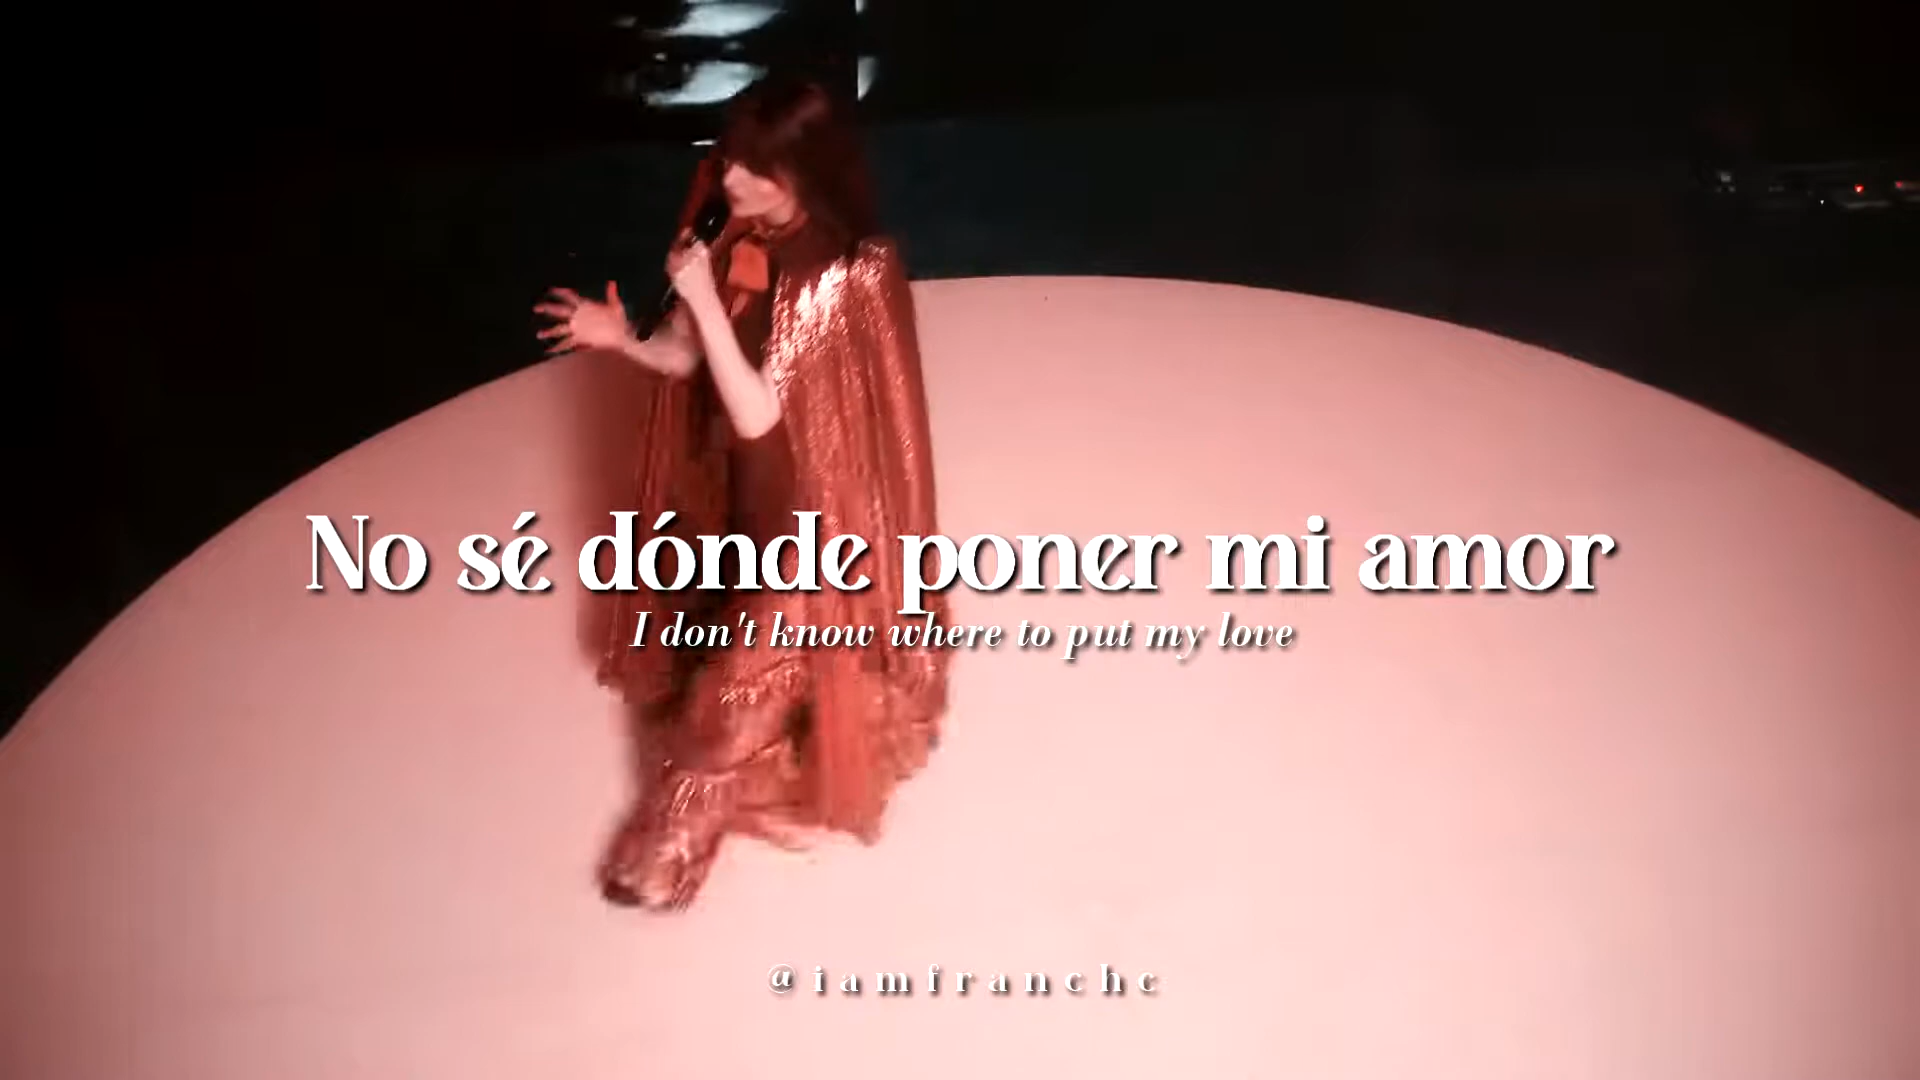 No sé dónde poner mi amor
I don't know where to put my love
@iamfranchc